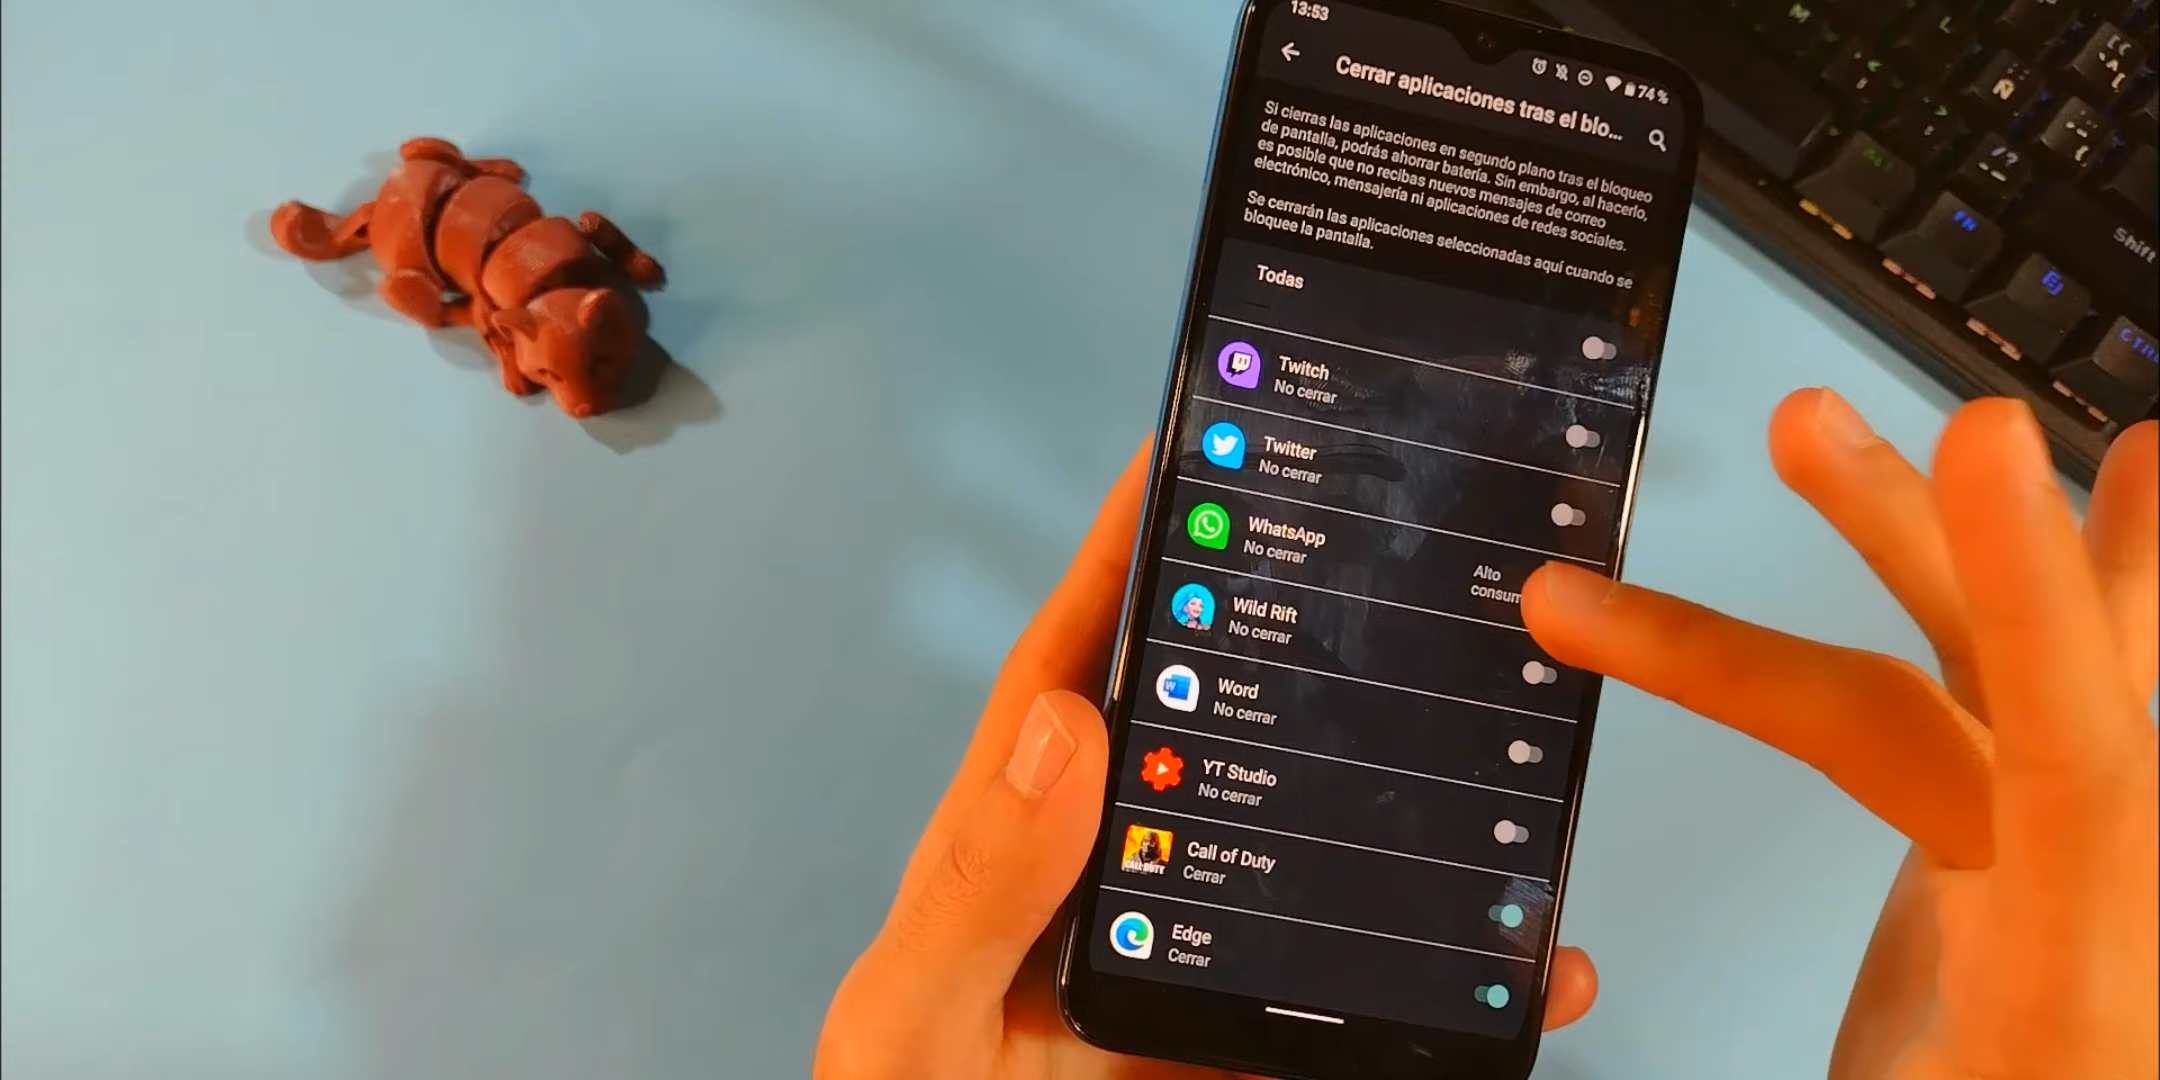 13:53
74%
Cerrar aplicaciones tras el blo...
Si cierras las aplicaciones en segundo plano tras el bloqueo
de pantalla, podrás ahorrar batería. Sin embargo, al hacerlo,
es posible que no recibas nuevos mensajes de correo
electrónico, mensajería ni aplicaciones de redes sociales.
Se cerrarán las aplicaciones seleccionadas aquí cuando se
bloquee la pantalla.
Todas
Twitch
No cerrar
Twitter
No cerrar
WhatsApp
No cerrar
Alto
Wild Rift
No cerrar
Word
No cerrar
YT Studio
No cerrar
Call of Duty
Cerrar
Edge
Cerrar
M
L
Ñ
Shift
CTRL